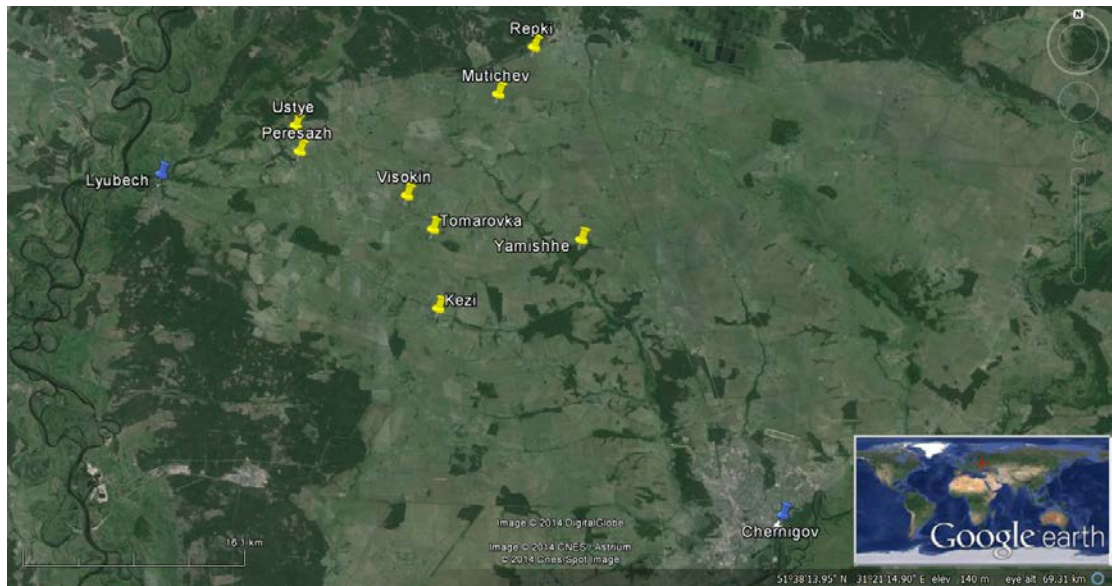 N
Repki
Mutichev
Ustye
Peresazh
Lyubech
Visokin
Tomarovka
Yamishhe
Kezi
Chernigov
16.1 km
Image © 2014 DigitalGlobe
Image © 2014 CNES / Astrium
© 2014 Cnes/Spot Image
Google earth
51°38'13.95" N 31°21'14.90" E elev 140 m eye alt 69.31 km